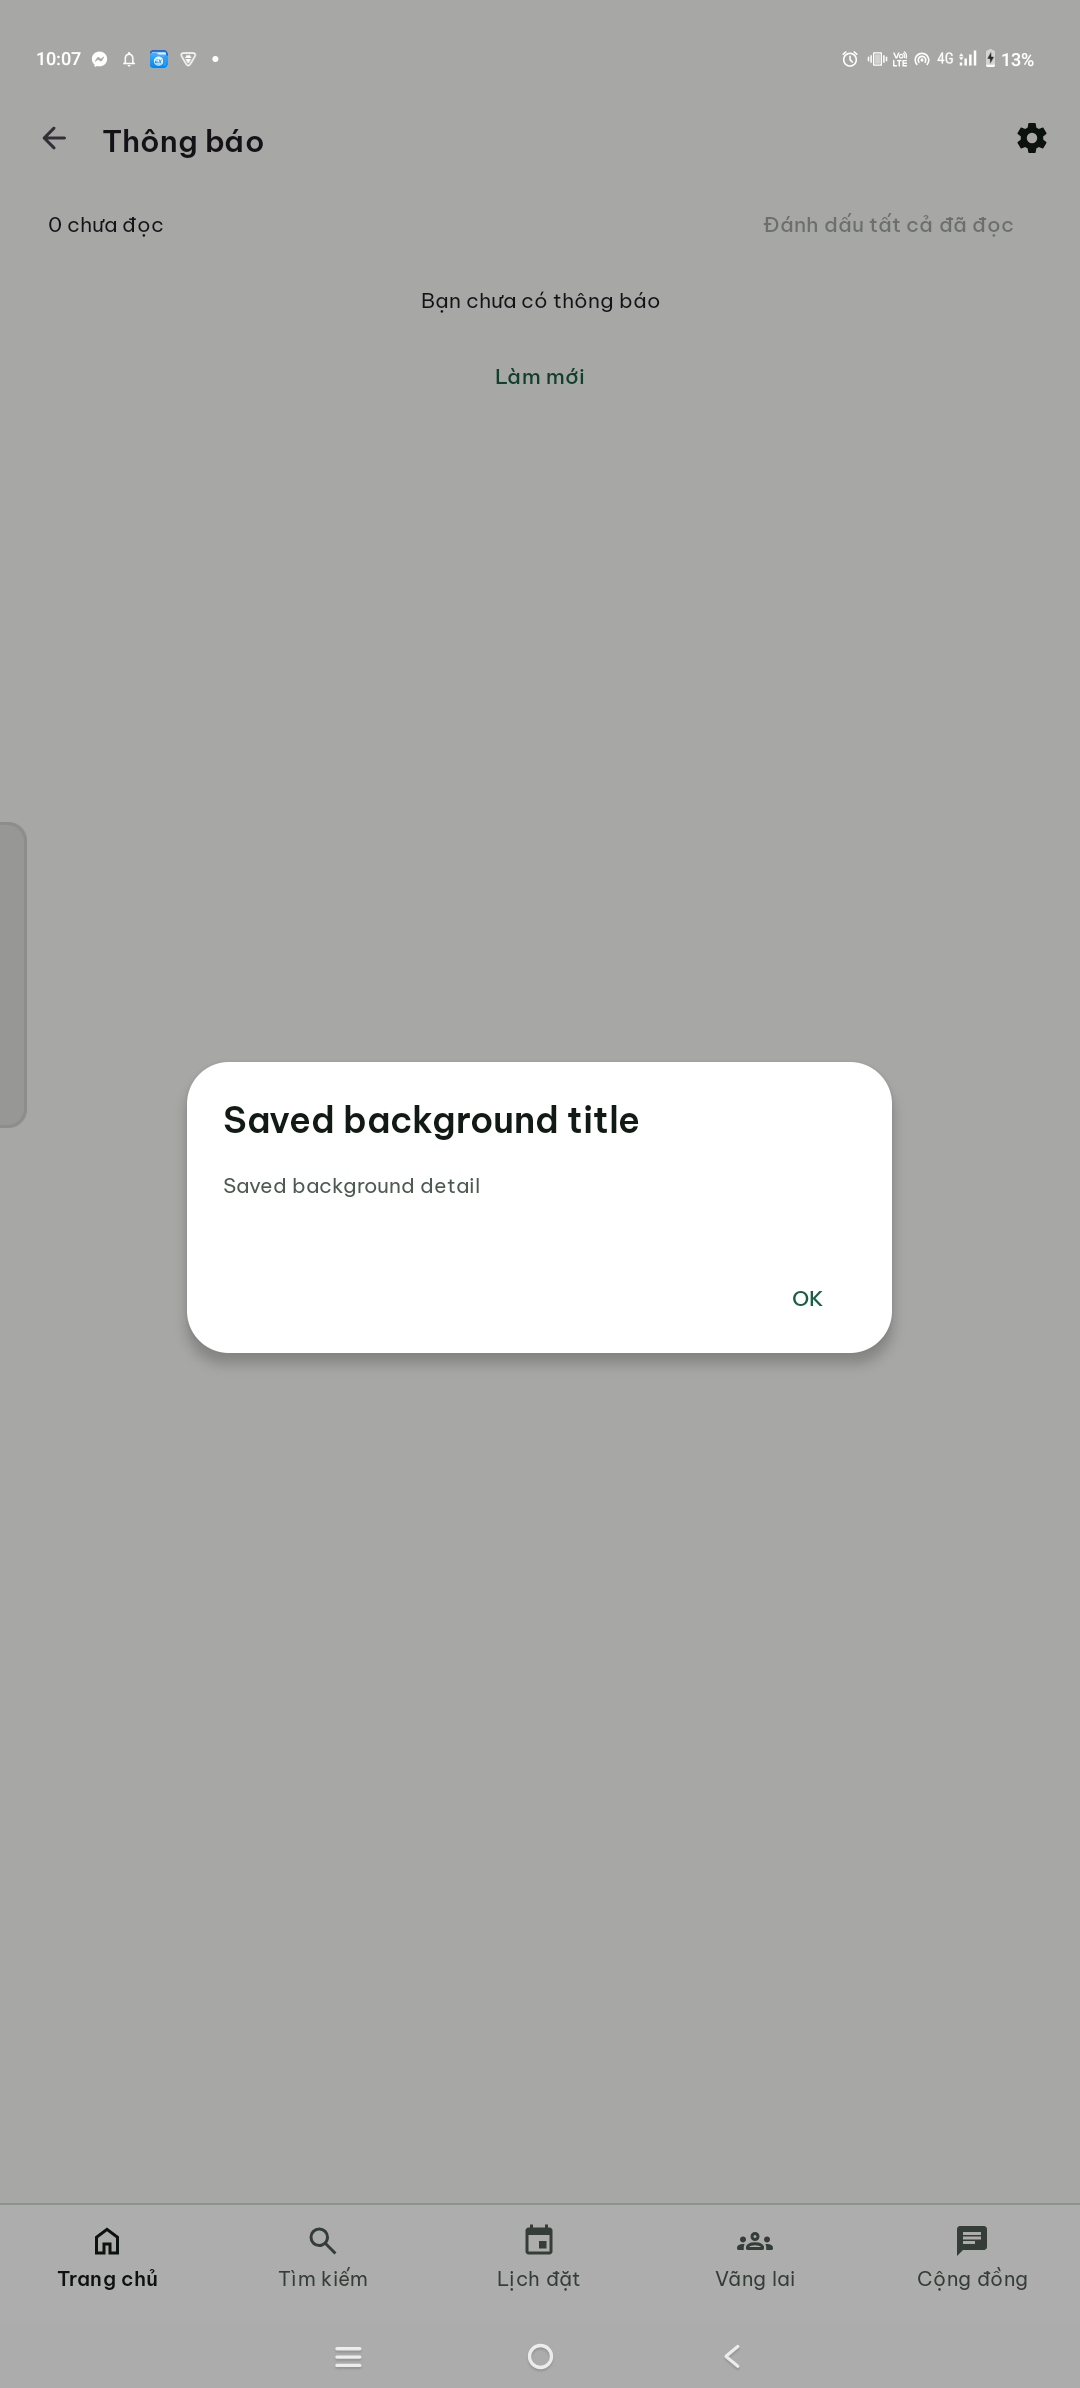 10:07
4G
13%
Thông báo
0 chưa đọc
Đánh dấu tất cả đã đọc
Bạn chưa có thông báo
Làm mới
Saved background title
Saved background detail
OK
Trang chủ
Tìm kiếm
Lịch đặt
Vãng lai
Cộng đồng